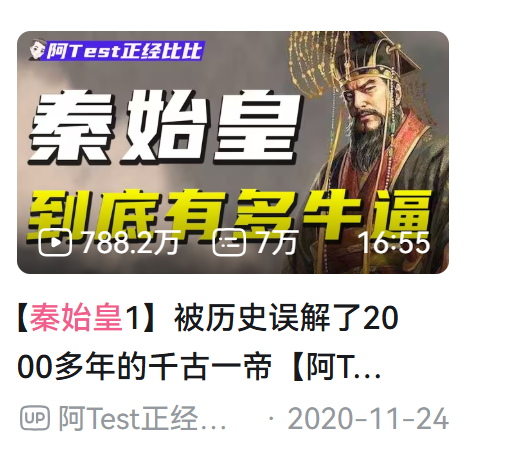 阿Test正经比比
秦始皇
到底有多牛逼
788.2万 7万 16:55
【秦始皇1】被历史误解了20
00多年的千古一帝【阿T...
UP 阿Test正经... · 2020-11-24